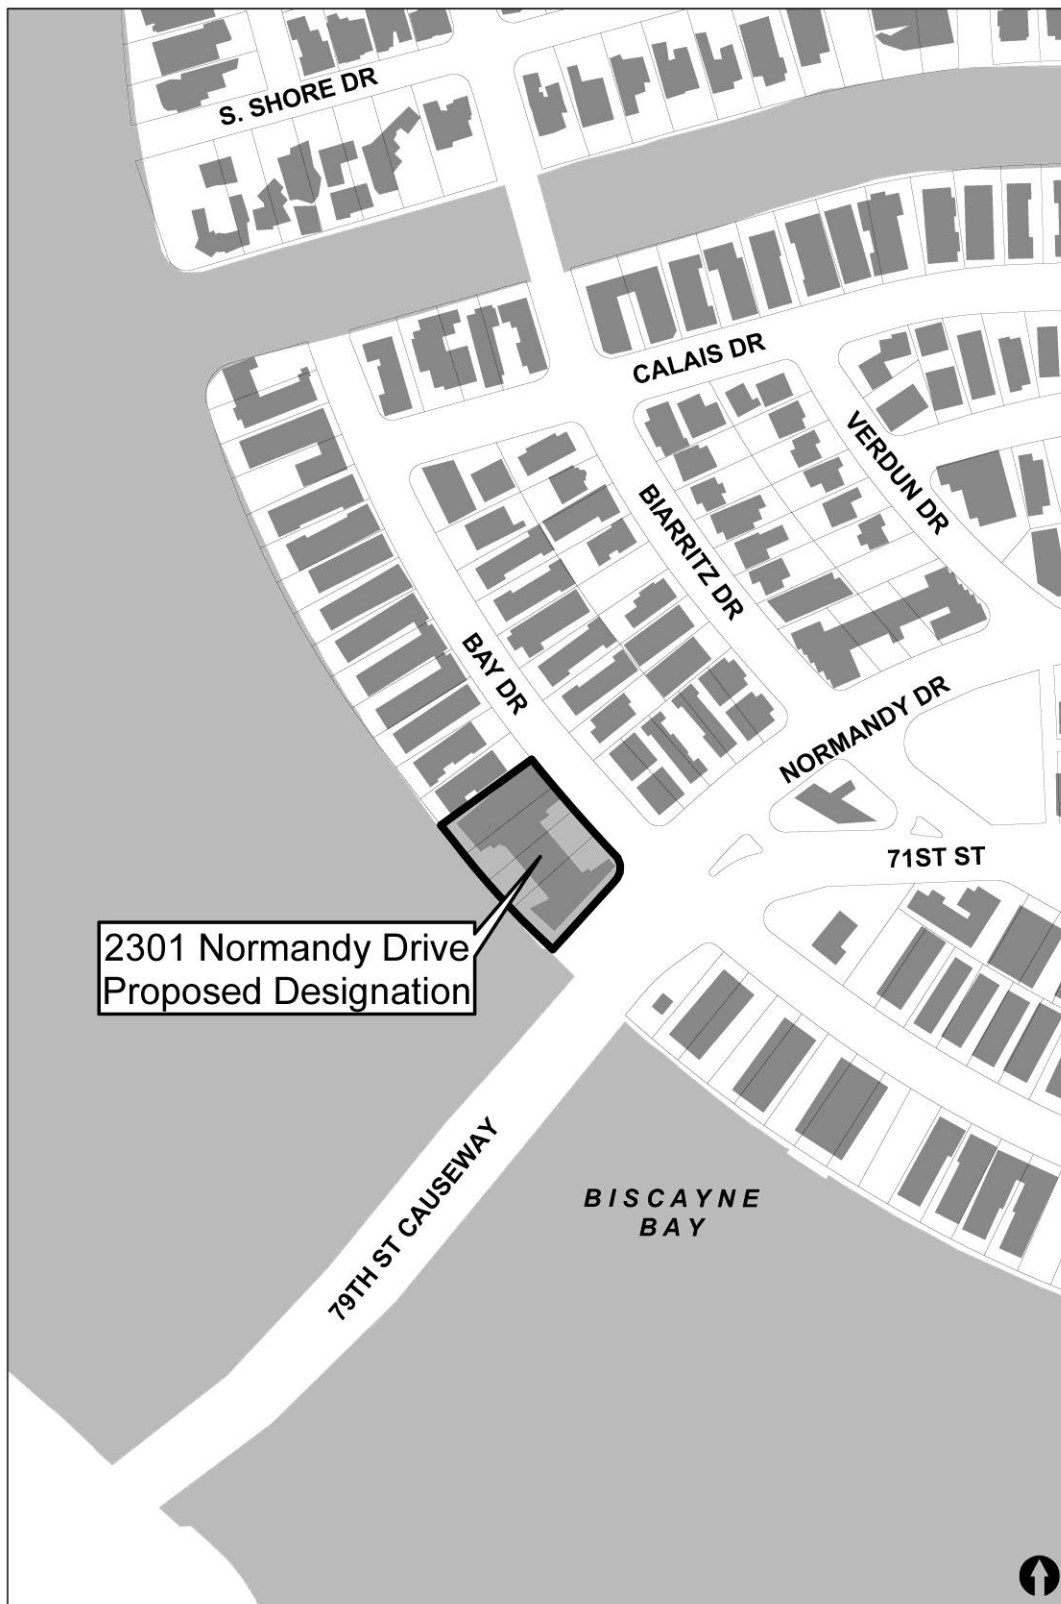 S. SHORE DR
CALAIS DR
VERDUN DR
BIARRITZ DR
BAY DR
NORMANDY DR
71ST ST
2301 Normandy Drive
Proposed Designation
79TH ST CAUSEWAY
BISCAYNE
BAY